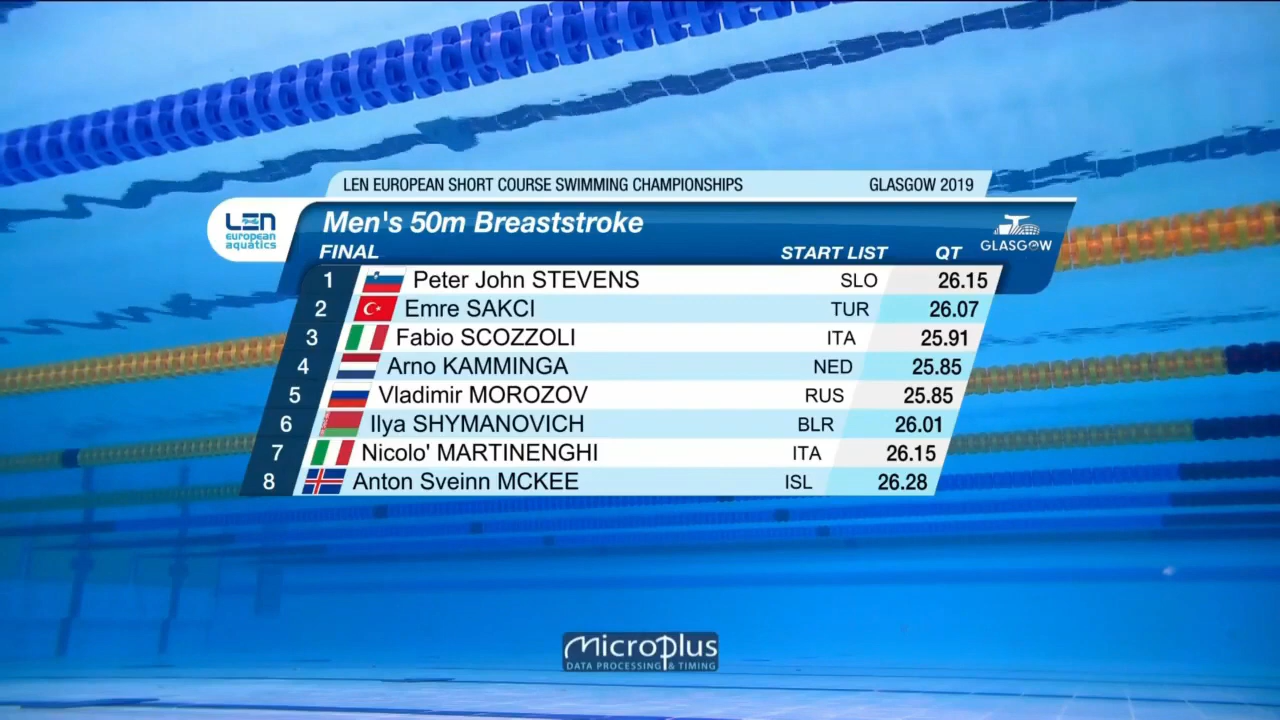 LEN EUROPEAN SHORT COURSE SWIMMING CHAMPIONSHIPS GLASGOW 2019
LEN european aquatics
Men's 50m Breaststroke
GLASGOW
FINAL START LIST QT
1 Peter John STEVENS SLO 26.15
2 Emre SAKCI TUR 26.07
3 Fabio SCOZZOLI ITA 25.91
4 Arno KAMMINGA NED 25.85
5 Vladimir MOROZOV RUS 25.85
6 Ilya SHYMANOVICH BLR 26.01
7 Nicolo' MARTINENGHI ITA 26.15
8 Anton Sveinn MCKEE ISL 26.28
microplus
DATA PROCESSING & TIMING